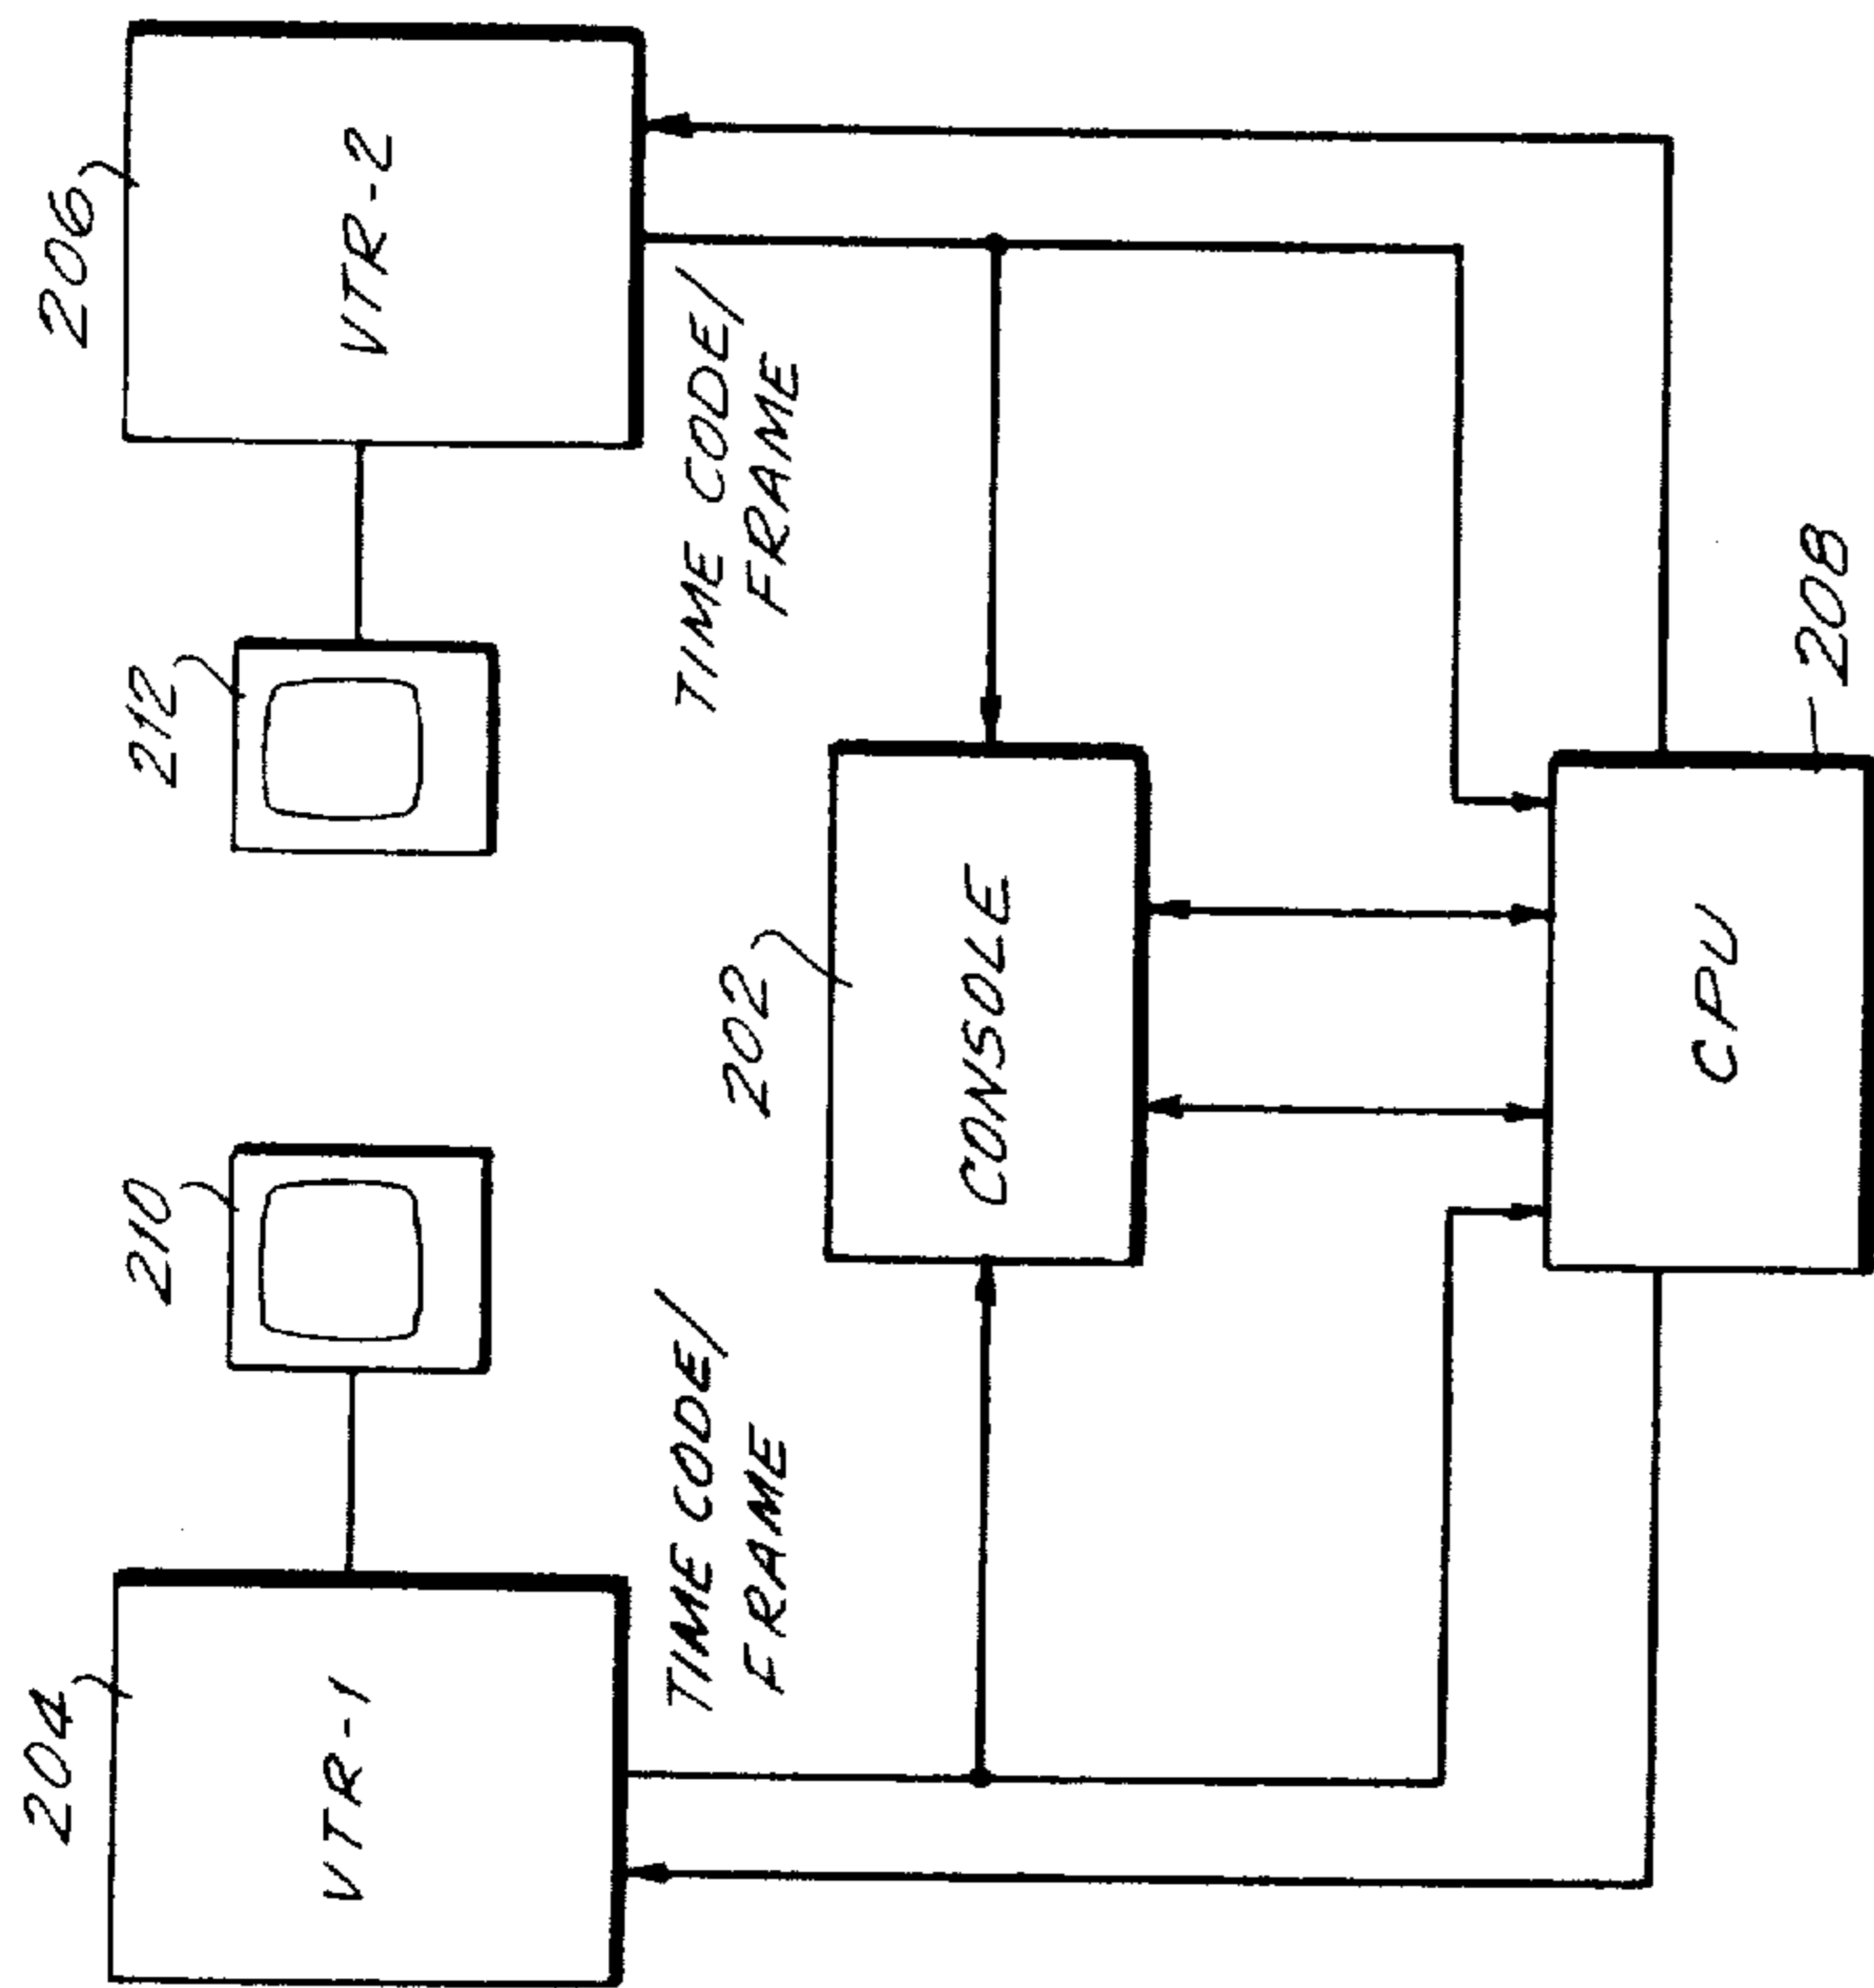 204
VTR-1
210
212
206
VTR-2
TIME CODE/
FRAME
TIME CODE/
FRAME
202
CONSOLE
CPU
208